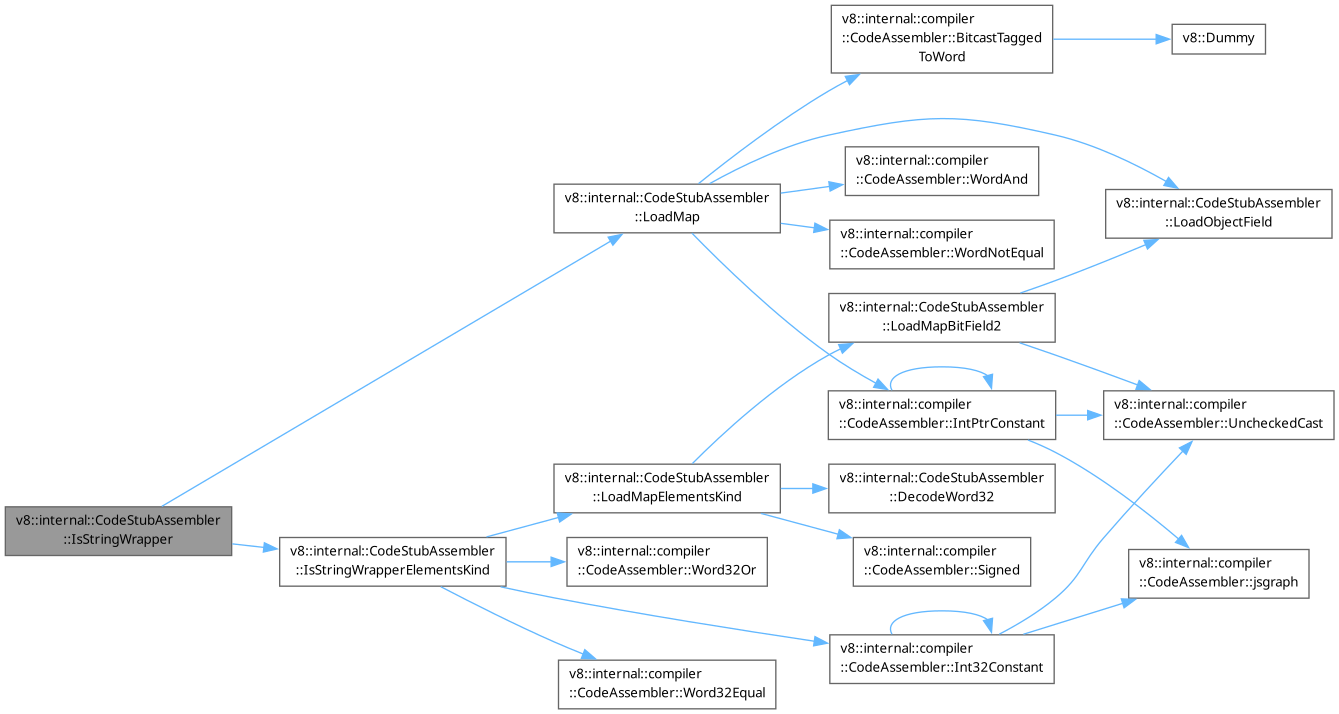 v8::internal::compiler
::CodeAssembler::BitcastTagged
ToWord
v8::Dummy
v8::internal::compiler
::CodeAssembler::WordAnd
v8::internal::CodeStubAssembler
::LoadMap
v8::internal::CodeStubAssembler
::LoadObjectField
v8::internal::compiler
::CodeAssembler::WordNotEqual
v8::internal::CodeStubAssembler
::LoadMapBitField2
v8::internal::compiler
::CodeAssembler::IntPtrConstant
v8::internal::compiler
::CodeAssembler::UncheckedCast
v8::internal::CodeStubAssembler
::LoadMapElementsKind
v8::internal::CodeStubAssembler
::DecodeWord32
v8::internal::CodeStubAssembler
::IsStringWrapper
v8::internal::CodeStubAssembler
::IsStringWrapperElementsKind
v8::internal::compiler
::CodeAssembler::Word32Or
v8::internal::compiler
::CodeAssembler::Signed
v8::internal::compiler
::CodeAssembler::jsgraph
v8::internal::compiler
::CodeAssembler::Int32Constant
v8::internal::compiler
::CodeAssembler::Word32Equal